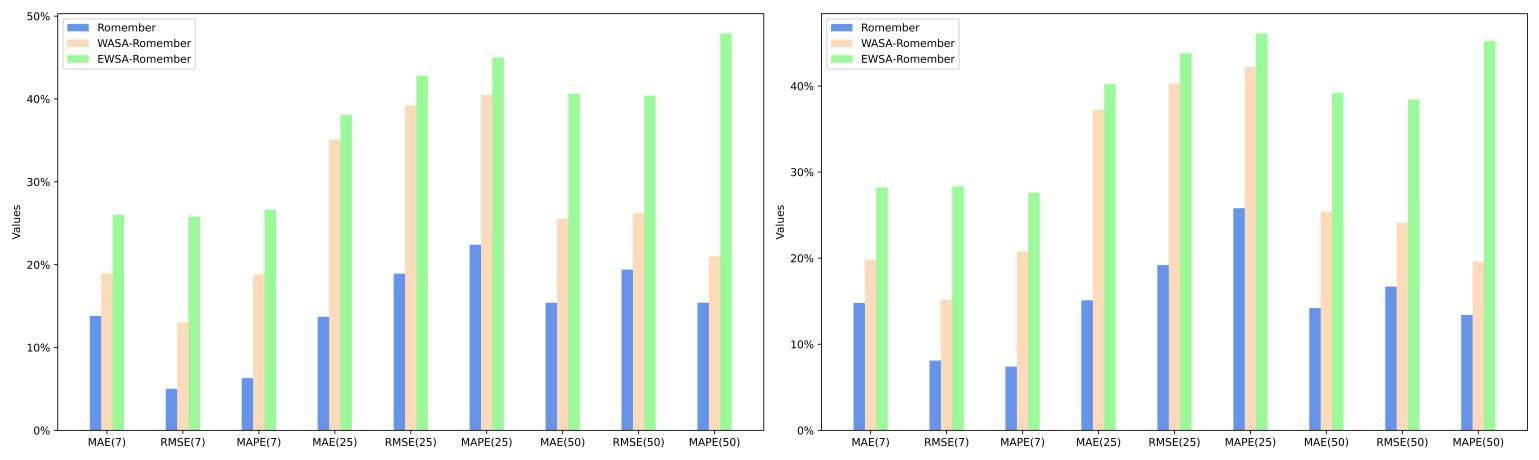 50%
40%
30%
20%
10%
0%
Values
Romember
WASA-Romember
EWSA-Romember
MAE(7) RMSE(7) MAPE(7) MAE(25) RMSE(25) MAPE(25) MAE(50) RMSE(50) MAPE(50)
40%
30%
20%
10%
0%
Values
Romember
WASA-Romember
EWSA-Romember
MAE(7) RMSE(7) MAPE(7) MAE(25) RMSE(25) MAPE(25) MAE(50) RMSE(50) MAPE(50)